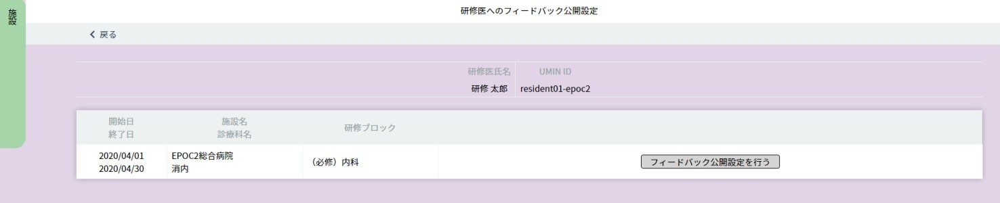 施設
研修医へのフィードバック公開設定
戻る
研修医氏名 UMIN ID
研修 太郎 resident01-epoc2
開始日
終了日
施設名
診療科名
研修ブロック
2020/04/01
2020/04/30
EPOC2総合病院
消内
（必修）内科
フィードバック公開設定を行う